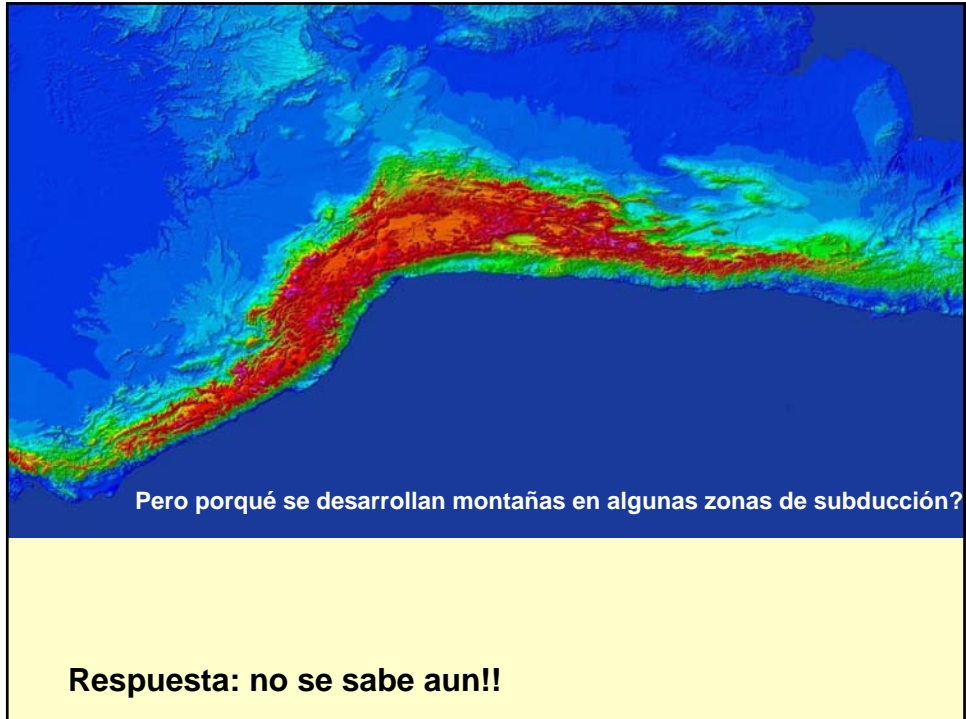 Pero porqué se desarrollan montañas en algunas zonas de subducción?
Respuesta: no se sabe aun!!